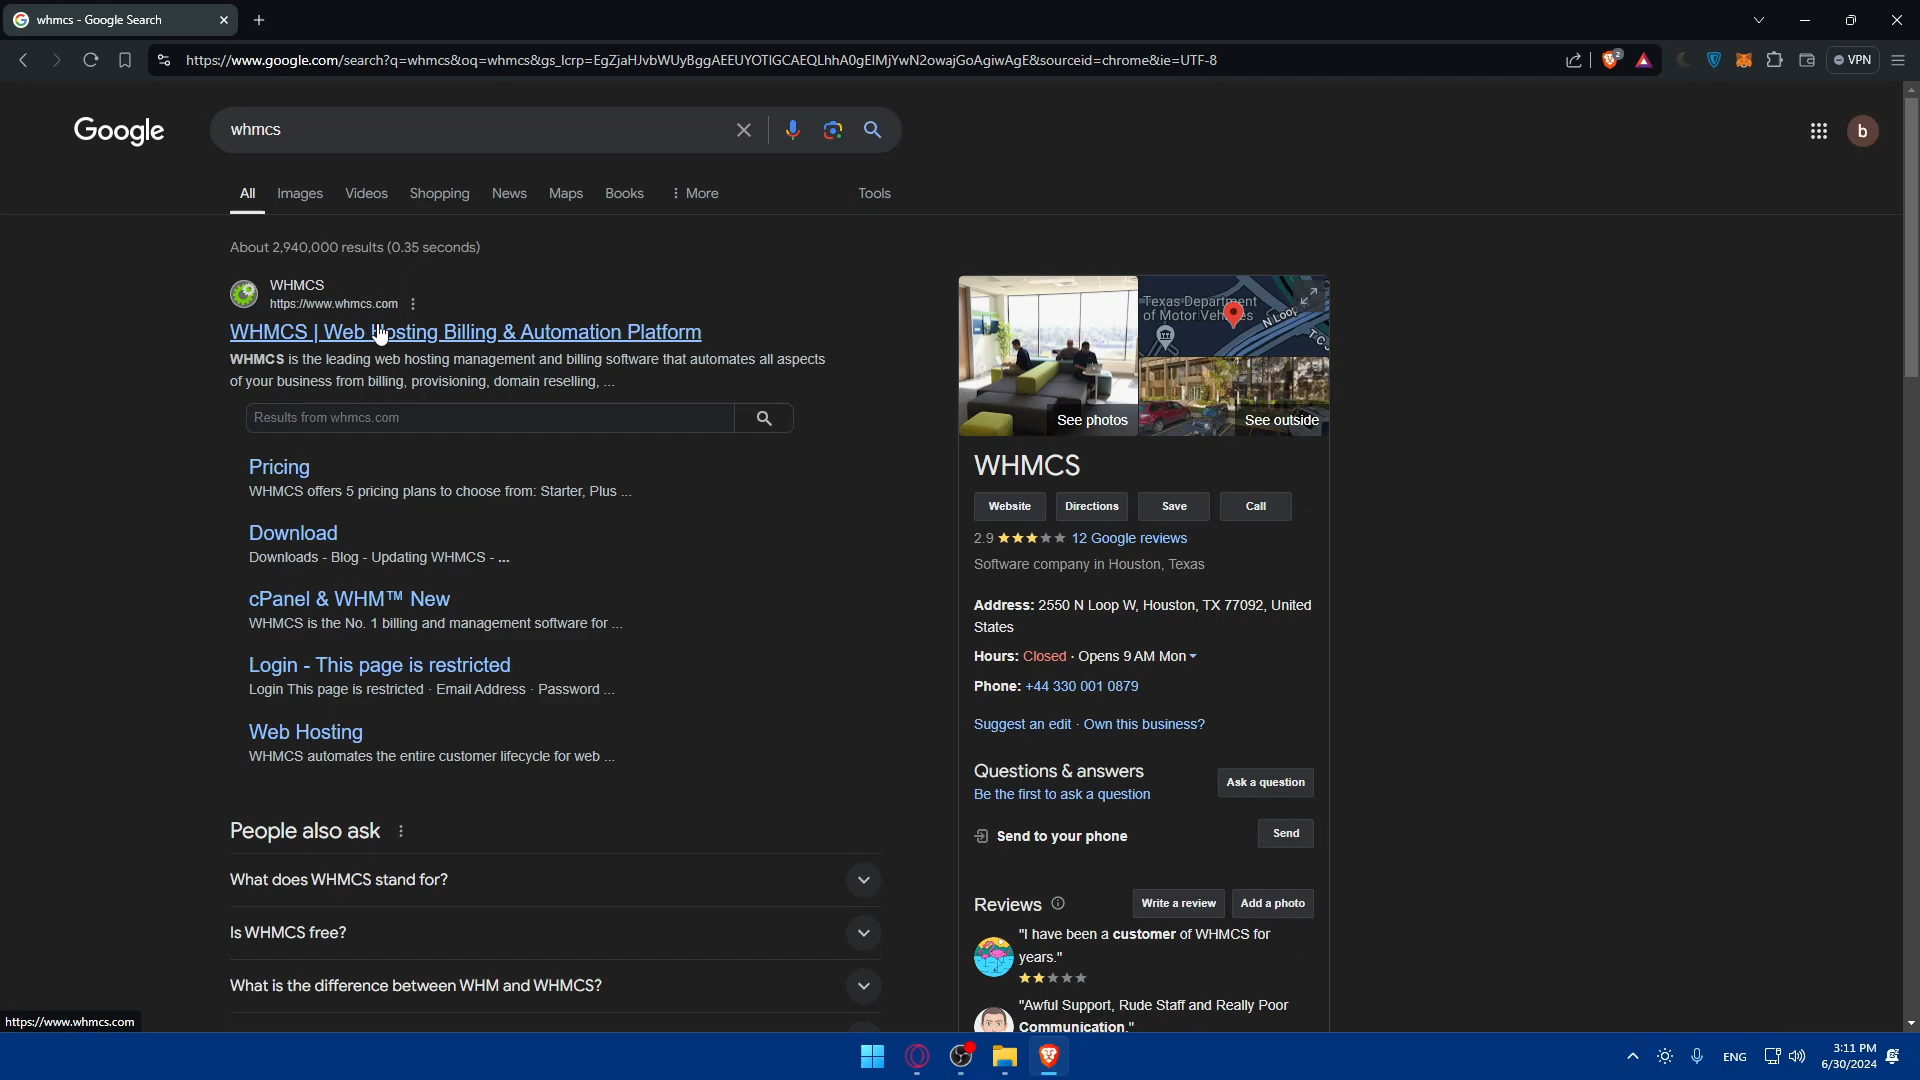 whmcs - Google Search
https://www.google.com/search?q=whmcs&oq=whmcs&gs_lcrp=EgZjaHJvbWUyBggAEEUYOTIGCAEQLhhA0gEIMjYwN2owajGoAgiwAgE&sourceid=chrome&ie=UTF-8
2
VPN
Google
whmcs
b
All Images Videos Shopping News Maps Books More Tools
About 2,940,000 results (0.35 seconds)
WHMCS
https://www.whmcs.com
WHMCS | Web Hosting Billing & Automation Platform
WHMCS is the leading web hosting management and billing software that automates all aspects
of your business from billing, provisioning, domain reselling, ...
Results from whmcs.com
Pricing
WHMCS offers 5 pricing plans to choose from: Starter, Plus ...
Download
Downloads - Blog - Updating WHMCS - ...
cPanel & WHM™ New
WHMCS is the No. 1 billing and management software for ...
Login - This page is restricted
Login This page is restricted · Email Address · Password ...
Web Hosting
WHMCS automates the entire customer lifecycle for web ...
People also ask
What does WHMCS stand for?
Is WHMCS free?
What is the difference between WHM and WHMCS?
Texas Department
of Motor Vehicles
N Loop
See photos
See outside
WHMCS
Website Directions Save Call
2.9 12 Google reviews
Software company in Houston, Texas
Address: 2550 N Loop W, Houston, TX 77092, United
States
Hours: Closed · Opens 9 AM Mon
Phone: +44 330 001 0879
Suggest an edit · Own this business?
Questions & answers
Be the first to ask a question
Ask a question
Send to your phone
Send
Reviews
Write a review Add a photo
"I have been a customer of WHMCS for
years."
"Awful Support, Rude Staff and Really Poor
Communication."
https://www.whmcs.com
ENG
3:11 PM
6/30/2024